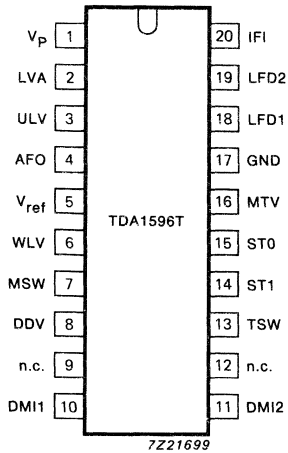 Vp 1 20 IFI
LVA 2 19 LFD2
ULV 3 18 LFD1
AFO 4 17 GND
Vref 5 16 MTV
TDA1596T
WLV 6 15 ST0
MSW 7 14 ST1
DDV 8 13 TSW
n.c. 9 12 n.c.
DMI1 10 11 DMI2
7Z21699